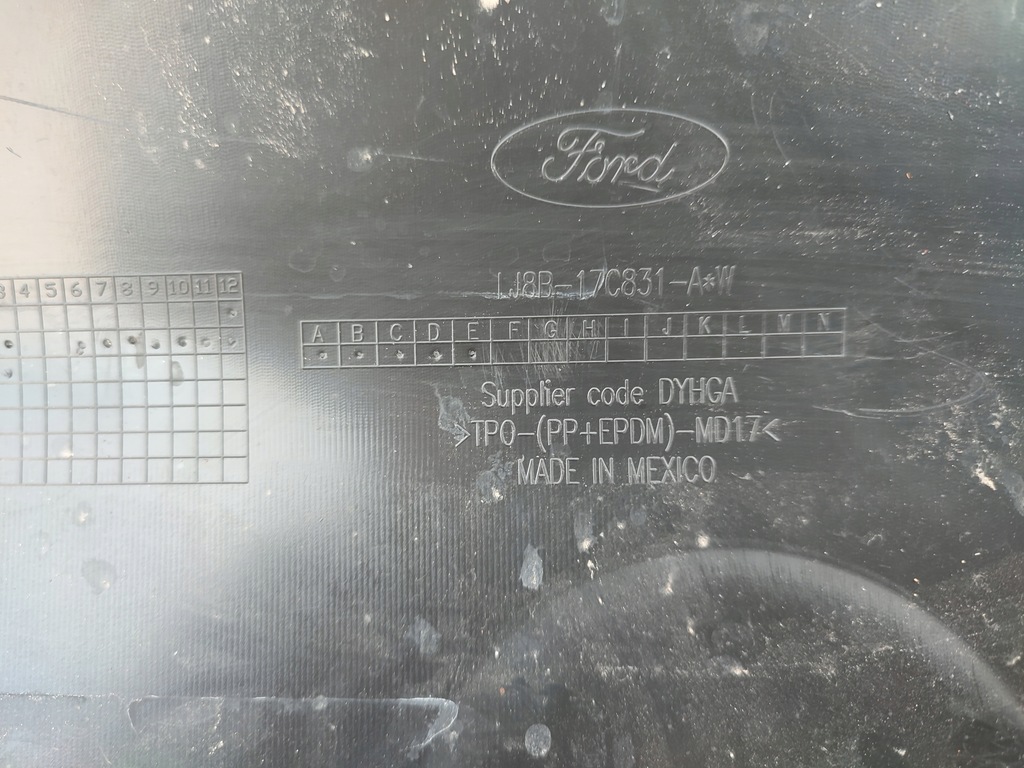 Ford
LJ8B-17C831-A*W
3 4 5 6 7 8 9 10 11 12
A B C D E F G H I J K L M N
Supplier code DYHGA
>TPO-(PP+EPDM)-MD17<
MADE IN MEXICO